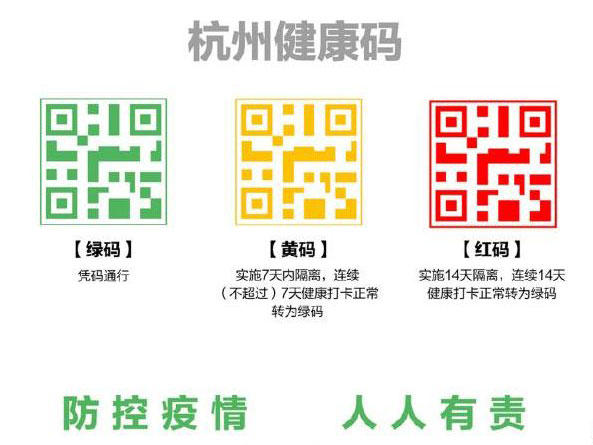 杭州健康码
【绿码】
【黄码】
【红码】
凭码通行
实施7天内隔离，连续
（不超过）7天健康打卡正常
转为绿码
实施14天隔离，连续14天
健康打卡正常转为绿码
防控疫情 人人有责